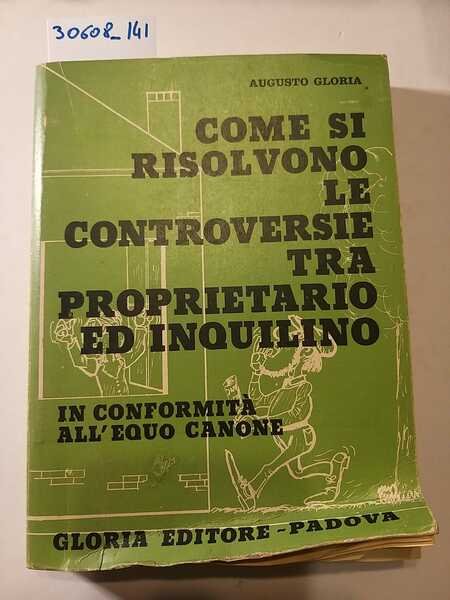 30608_141
AUGUSTO GLORIA
COME SI
RISOLVONO
LE
CONTROVERSIE
TRA
PROPRIETARIO
ED INQUILINO
IN CONFORMITÀ
ALL'EQUO CANONE
GLORIA EDITORE - PADOVA